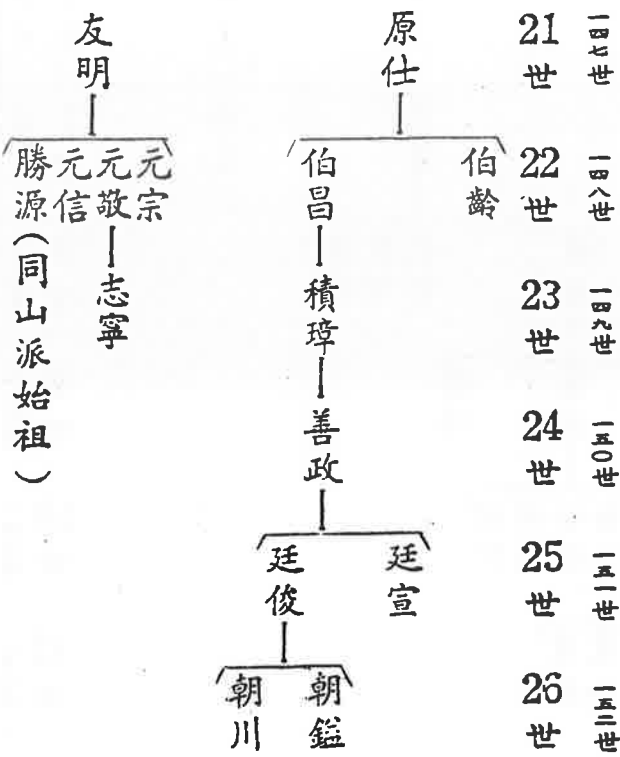 一四七世
21世
原仕
友明
一四八世
22世
伯齡
伯昌
元宗
元敬
元信
勝源（同山派始祖）
一四九世
23世
積璋
志寧
一五〇世
24世
善政
一五一世
25世
廷宣
廷俊
一五二世
26世
朝鎰
朝川